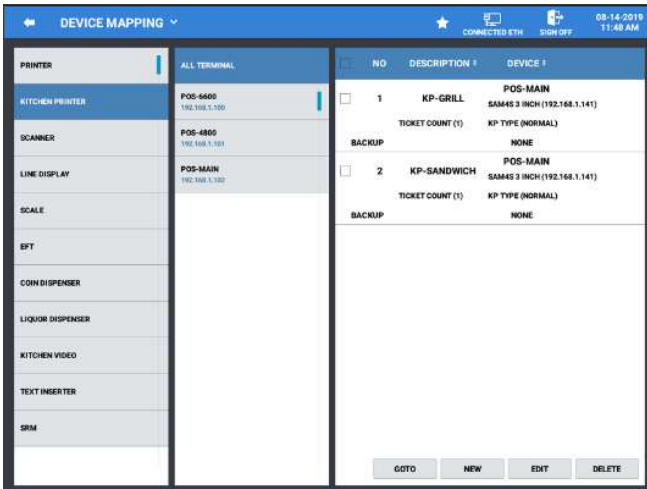 DEVICE MAPPING
CONNECTED ETH
SIGN OFF
08-14-2019
11:48 AM
PRINTER
KITCHEN PRINTER
SCANNER
LINE DISPLAY
SCALE
EFT
COIN DISPENSER
LIQUOR DISPENSER
KITCHEN VIDEO
TEXT INSERTER
SRM
ALL TERMINAL
POS-6600
192.168.1.100
POS-4800
192.168.1.101
POS-MAIN
192.168.1.102
NO DESCRIPTION DEVICE
1 KP-GRILL POS-MAIN
SAM4S 3 INCH (192.168.1.141)
TICKET COUNT (1) KP TYPE (NORMAL)
BACKUP NONE
2 KP-SANDWICH POS-MAIN
SAM4S 3 INCH (192.168.1.141)
TICKET COUNT (1) KP TYPE (NORMAL)
BACKUP NONE
GOTO NEW EDIT DELETE